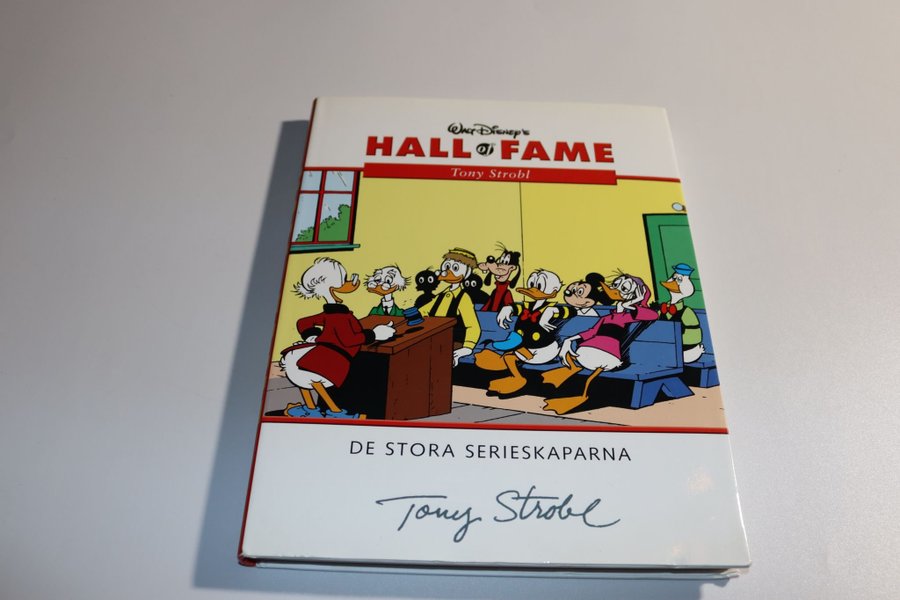 Walt Disney's
HALL of FAME
Tony Strobl
DE STORA SERIESKAPARNA
Tony Strobl